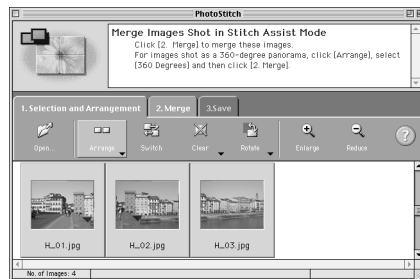 PhotoStitch
Merge Images Shot in Stitch Assist Mode
Click [2. Merge] to merge these images.
For images shot as a 360-degree panorama, click [Arrange], select
[360 Degrees] and then click [2. Merge].
1. Selection and Arrangement 2. Merge 3.Save
Open... Arrange Switch Clear Rotate Enlarge Reduce ?
H_01.jpg H_02.jpg H_03.jpg
No. of Images: 4